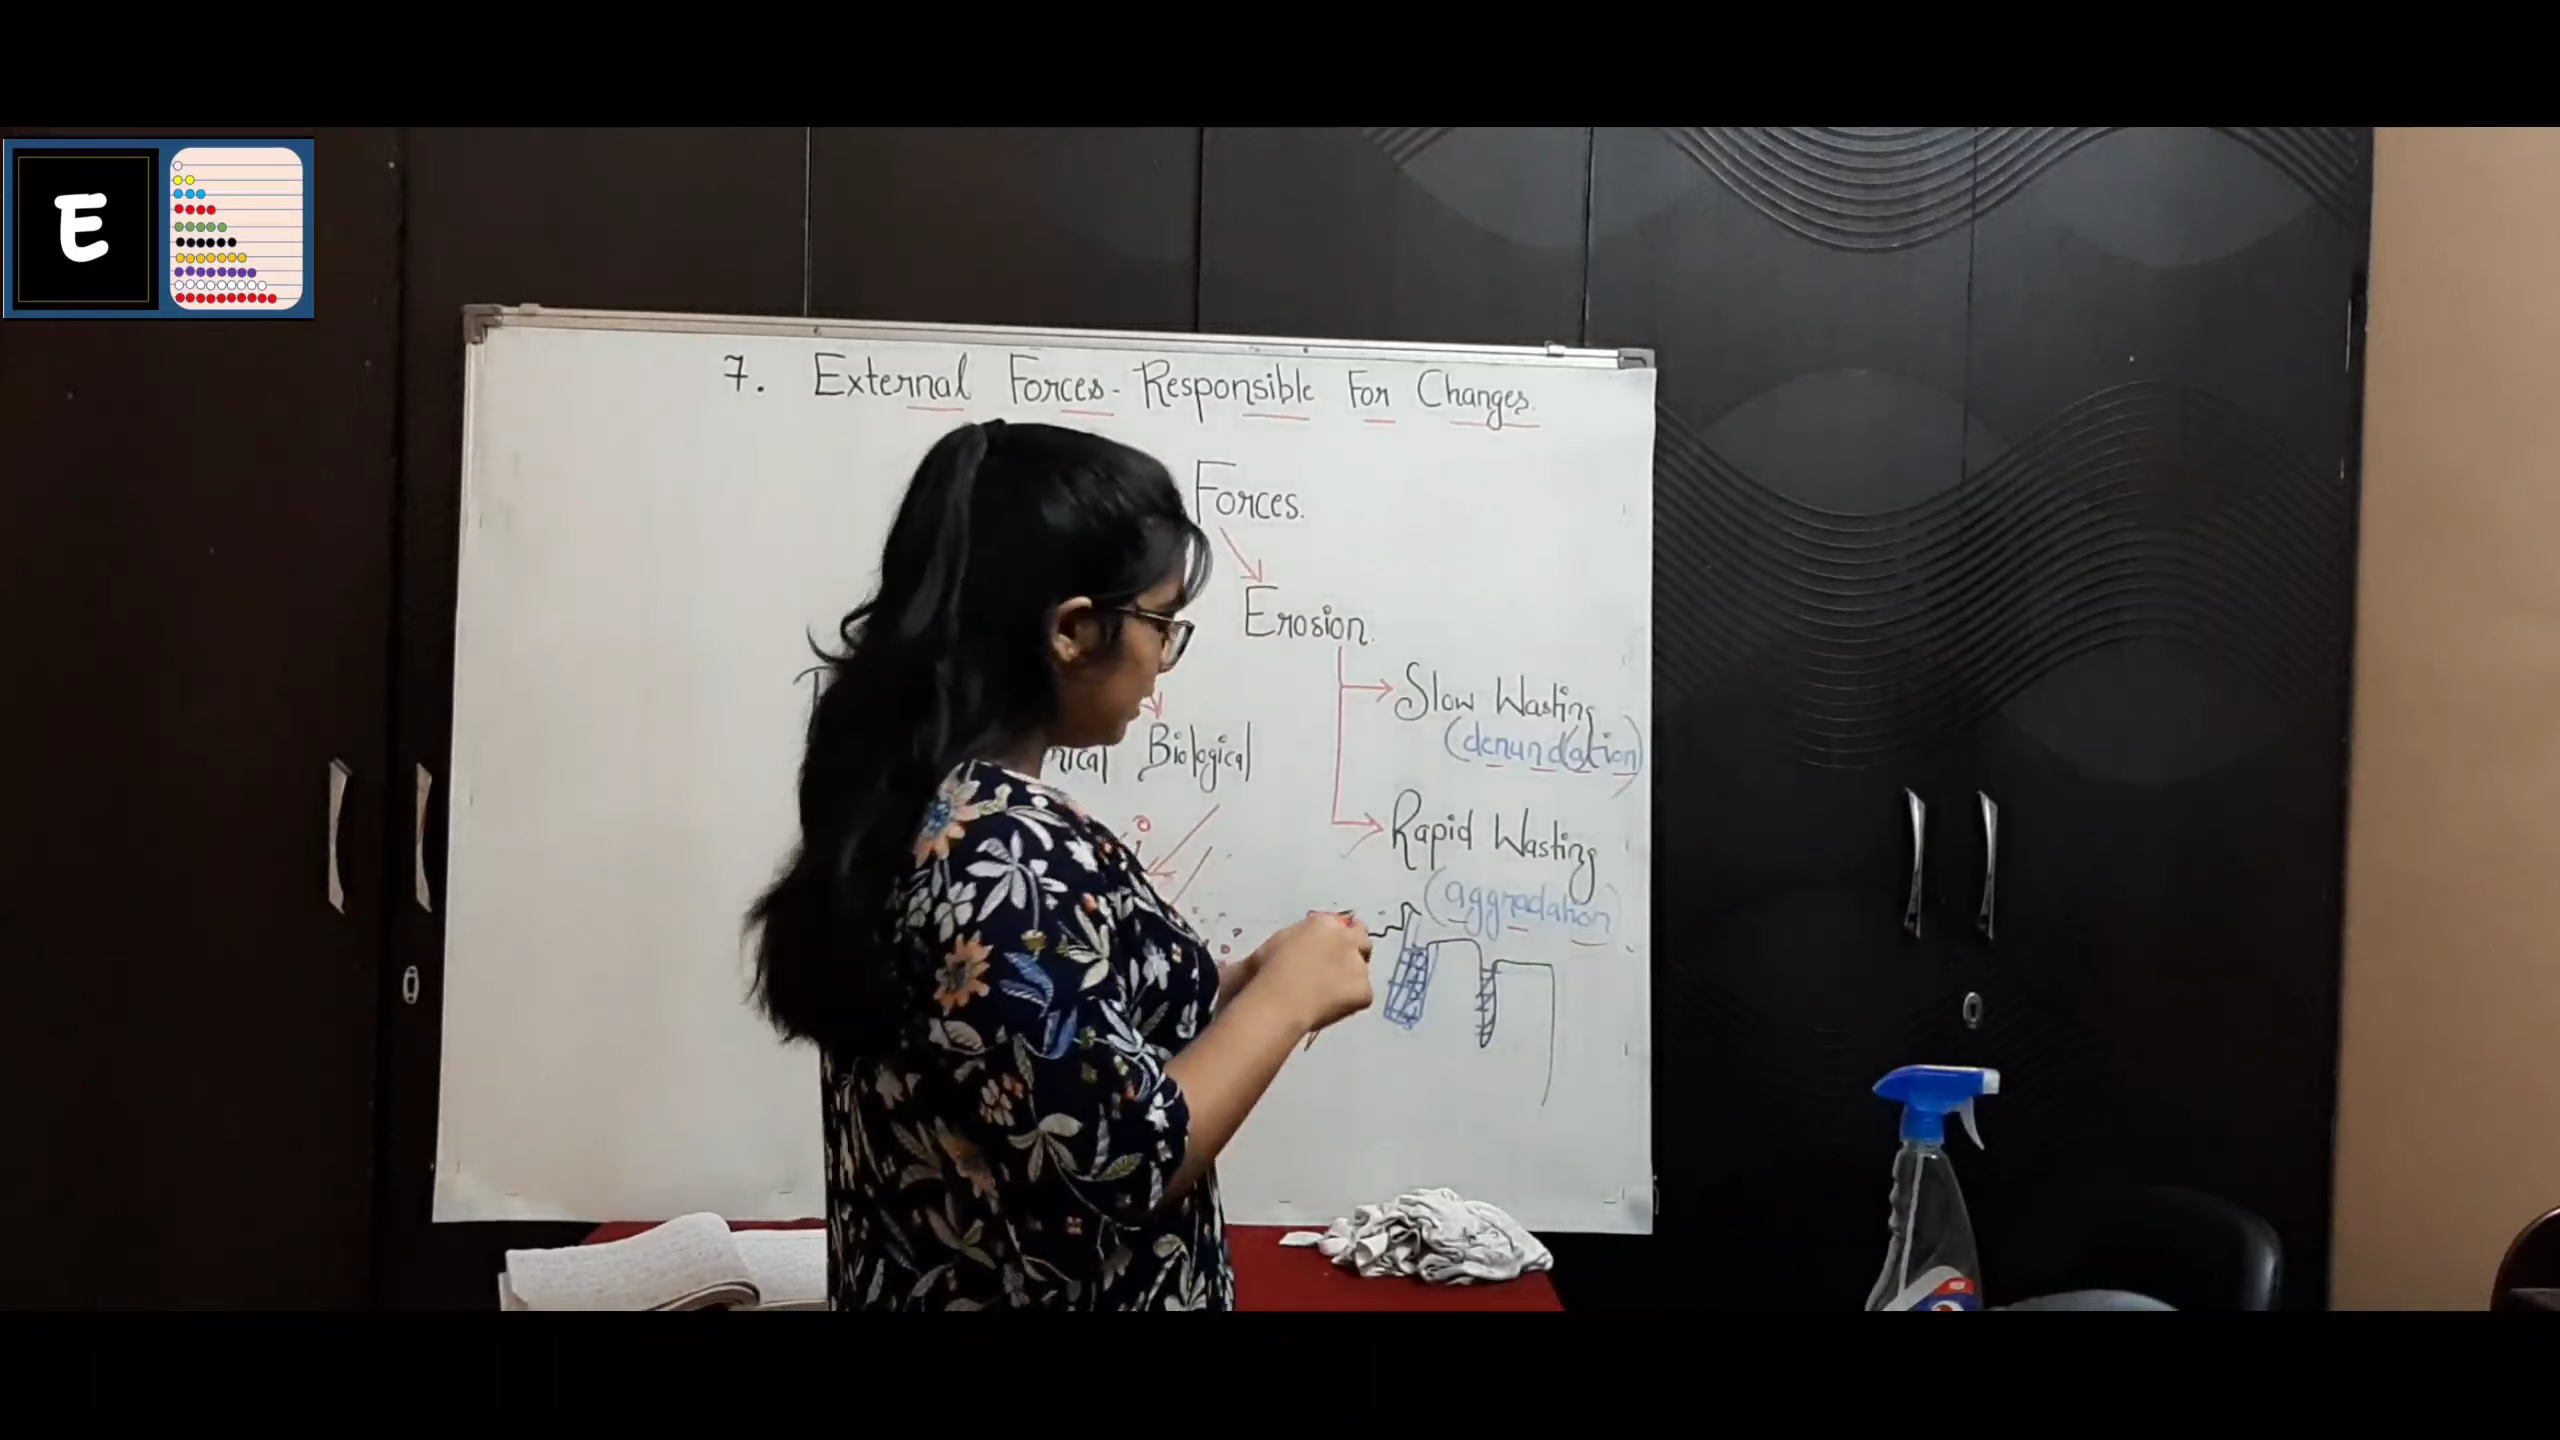 E
7. External Forces - Responsible For Changes.
Forces.
Erosion.
Slow Wasting
(denundation)
Biological
Rapid Wasting
(aggradation)